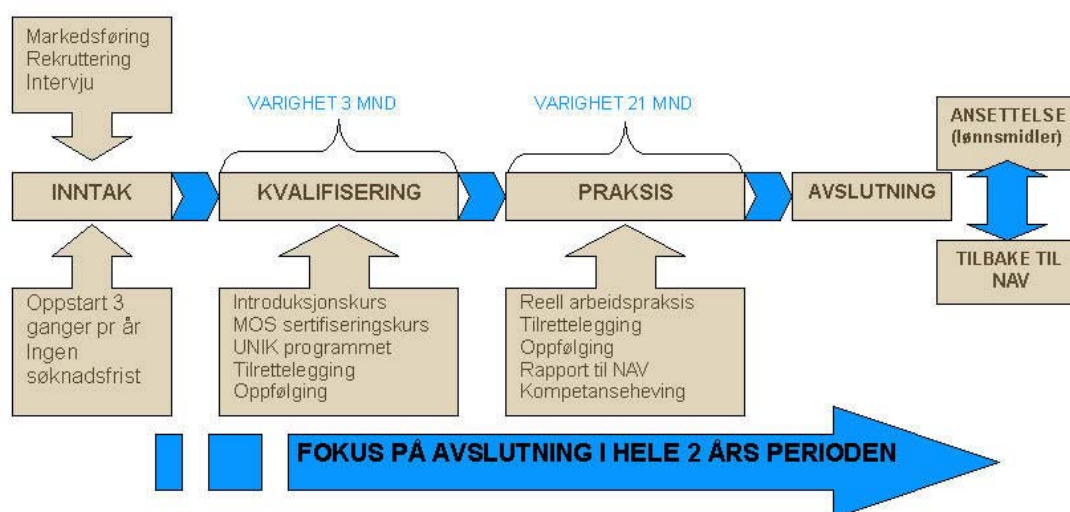 Markedsføring
Rekruttering
Intervju
VARIGHET 3 MND
VARIGHET 21 MND
ANSETTELSE
(lønnsmidler)
INNTAK
KVALIFISERING
PRAKSIS
AVSLUTNING
TILBAKE TIL
NAV
Oppstart 3
ganger pr år
Ingen
søknadsfrist
Introduksjonskurs
MOS sertifiseringskurs
UNIK programmet
Tilrettelegging
Oppfølging
Reell arbeidspraksis
Tilrettelegging
Oppfølging
Rapport til NAV
Kompetanseheving
FOKUS PÅ AVSLUTNING I HELE 2 ÅRS PERIODEN